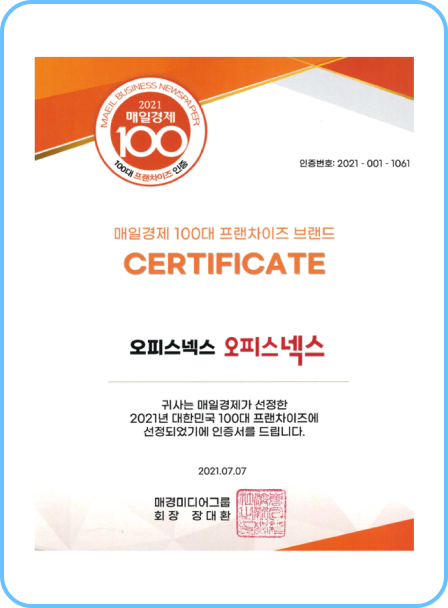 MAEIL BUSINESS NEWSPAPER
2021
매일경제
100
100대 프랜차이즈 인증
인증번호: 2021 - 001 - 1061
매일경제 100대 프랜차이즈 브랜드
CERTIFICATE
오피스넥스 오피스넥스
귀사는 매일경제가 선정한
2021년 대한민국 100대 프랜차이즈에
선정되었기에 인증서를 드립니다.
2021.07.07
매경미디어그룹
회 장 장 대 환